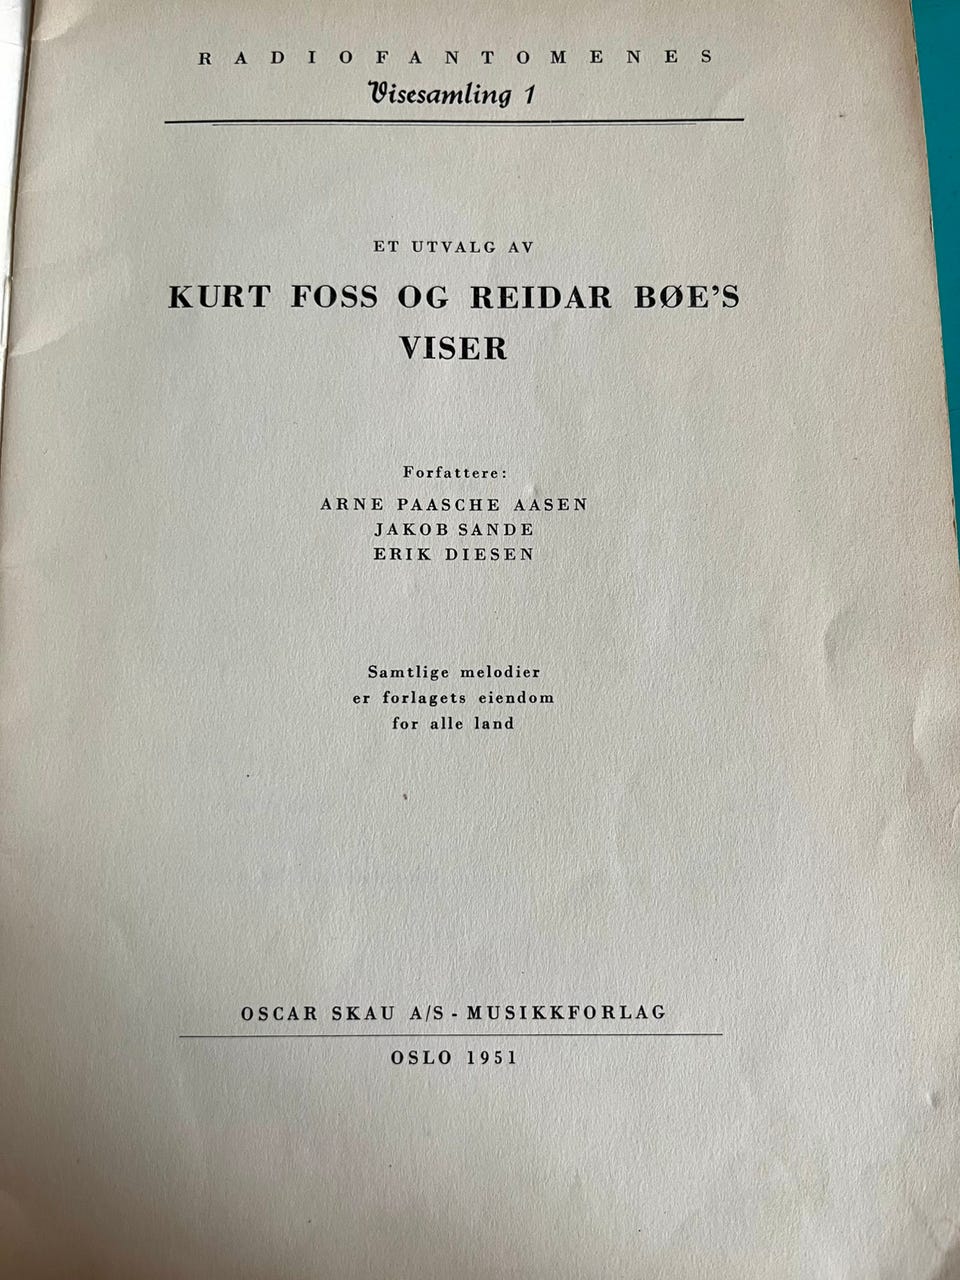 RADIOFANTOMENES
Visesamling 1
ET UTVALG AV
KURT FOSS OG REIDAR BØE'S
VISER
Forfattere:
ARNE PAASCHE AASEN
JAKOB SANDE
ERIK DIESEN
Samtlige melodier
er forlagets eiendom
for alle land
OSCAR SKAU A/S - MUSIKKFORLAG
OSLO 1951